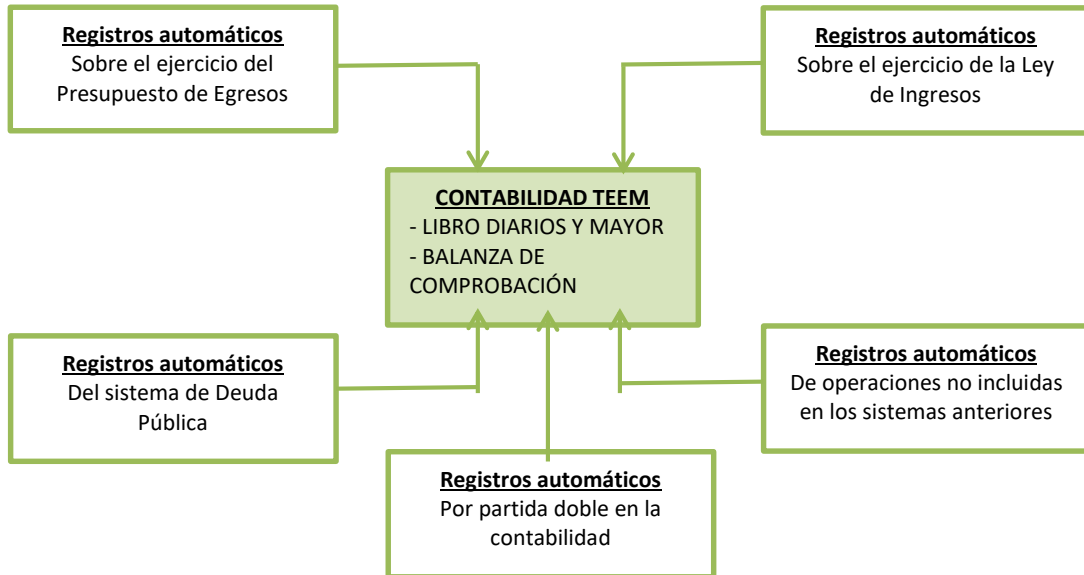 Registros automáticos
Sobre el ejercicio del
Presupuesto de Egresos
Registros automáticos
Sobre el ejercicio de la Ley
de Ingresos
CONTABILIDAD TEEM
- LIBRO DIARIOS Y MAYOR
- BALANZA DE
COMPROBACIÓN
Registros automáticos
Del sistema de Deuda
Pública
Registros automáticos
De operaciones no incluidas
en los sistemas anteriores
Registros automáticos
Por partida doble en la
contabilidad